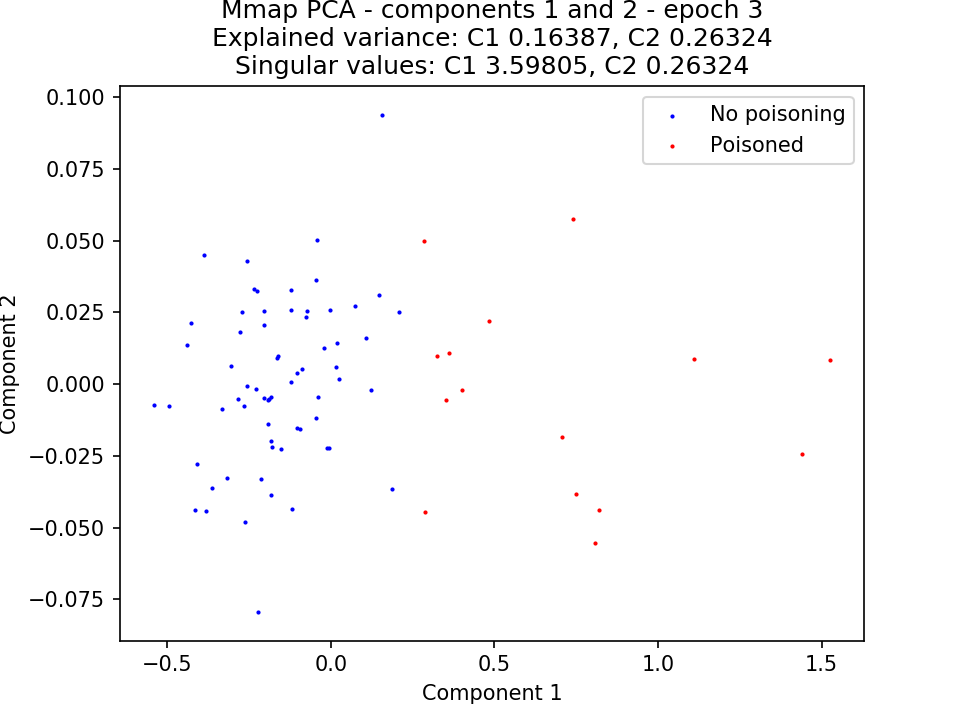 Mmap PCA - components 1 and 2 - epoch 3
Explained variance: C1 0.16387, C2 0.26324
Singular values: C1 3.59805, C2 0.26324
No poisoning
Poisoned
0.100
0.075
0.050
0.025
0.000
−0.025
−0.050
−0.075
Component 2
−0.5
0.0
0.5
1.0
1.5
Component 1